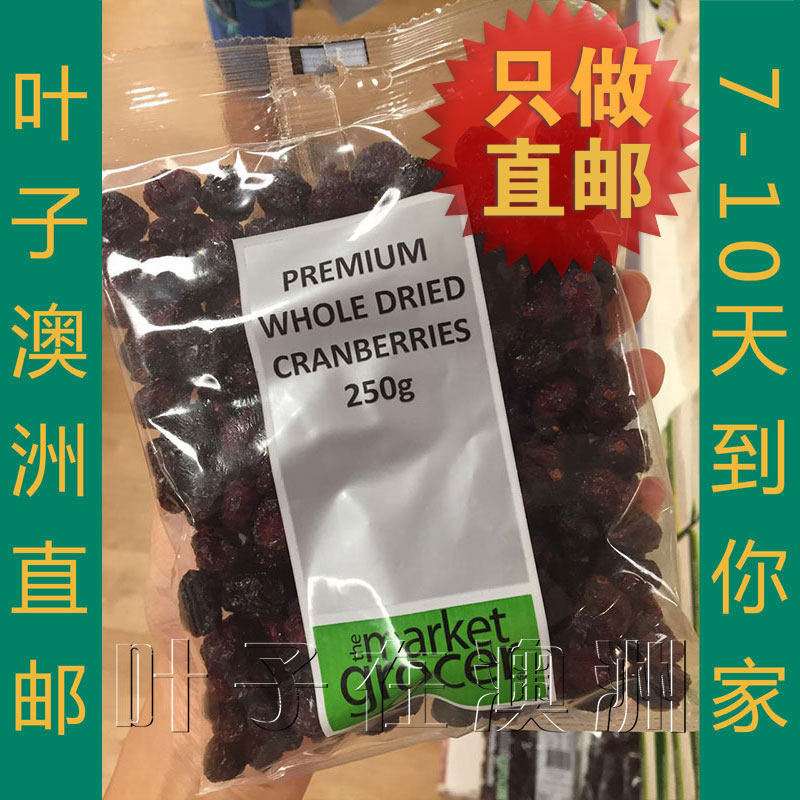 叶子澳洲直邮
只做
直邮
7-10天到你家
PREMIUM
WHOLE DRIED
CRANBERRIES
250g
the market
grocer
叶子在澳洲